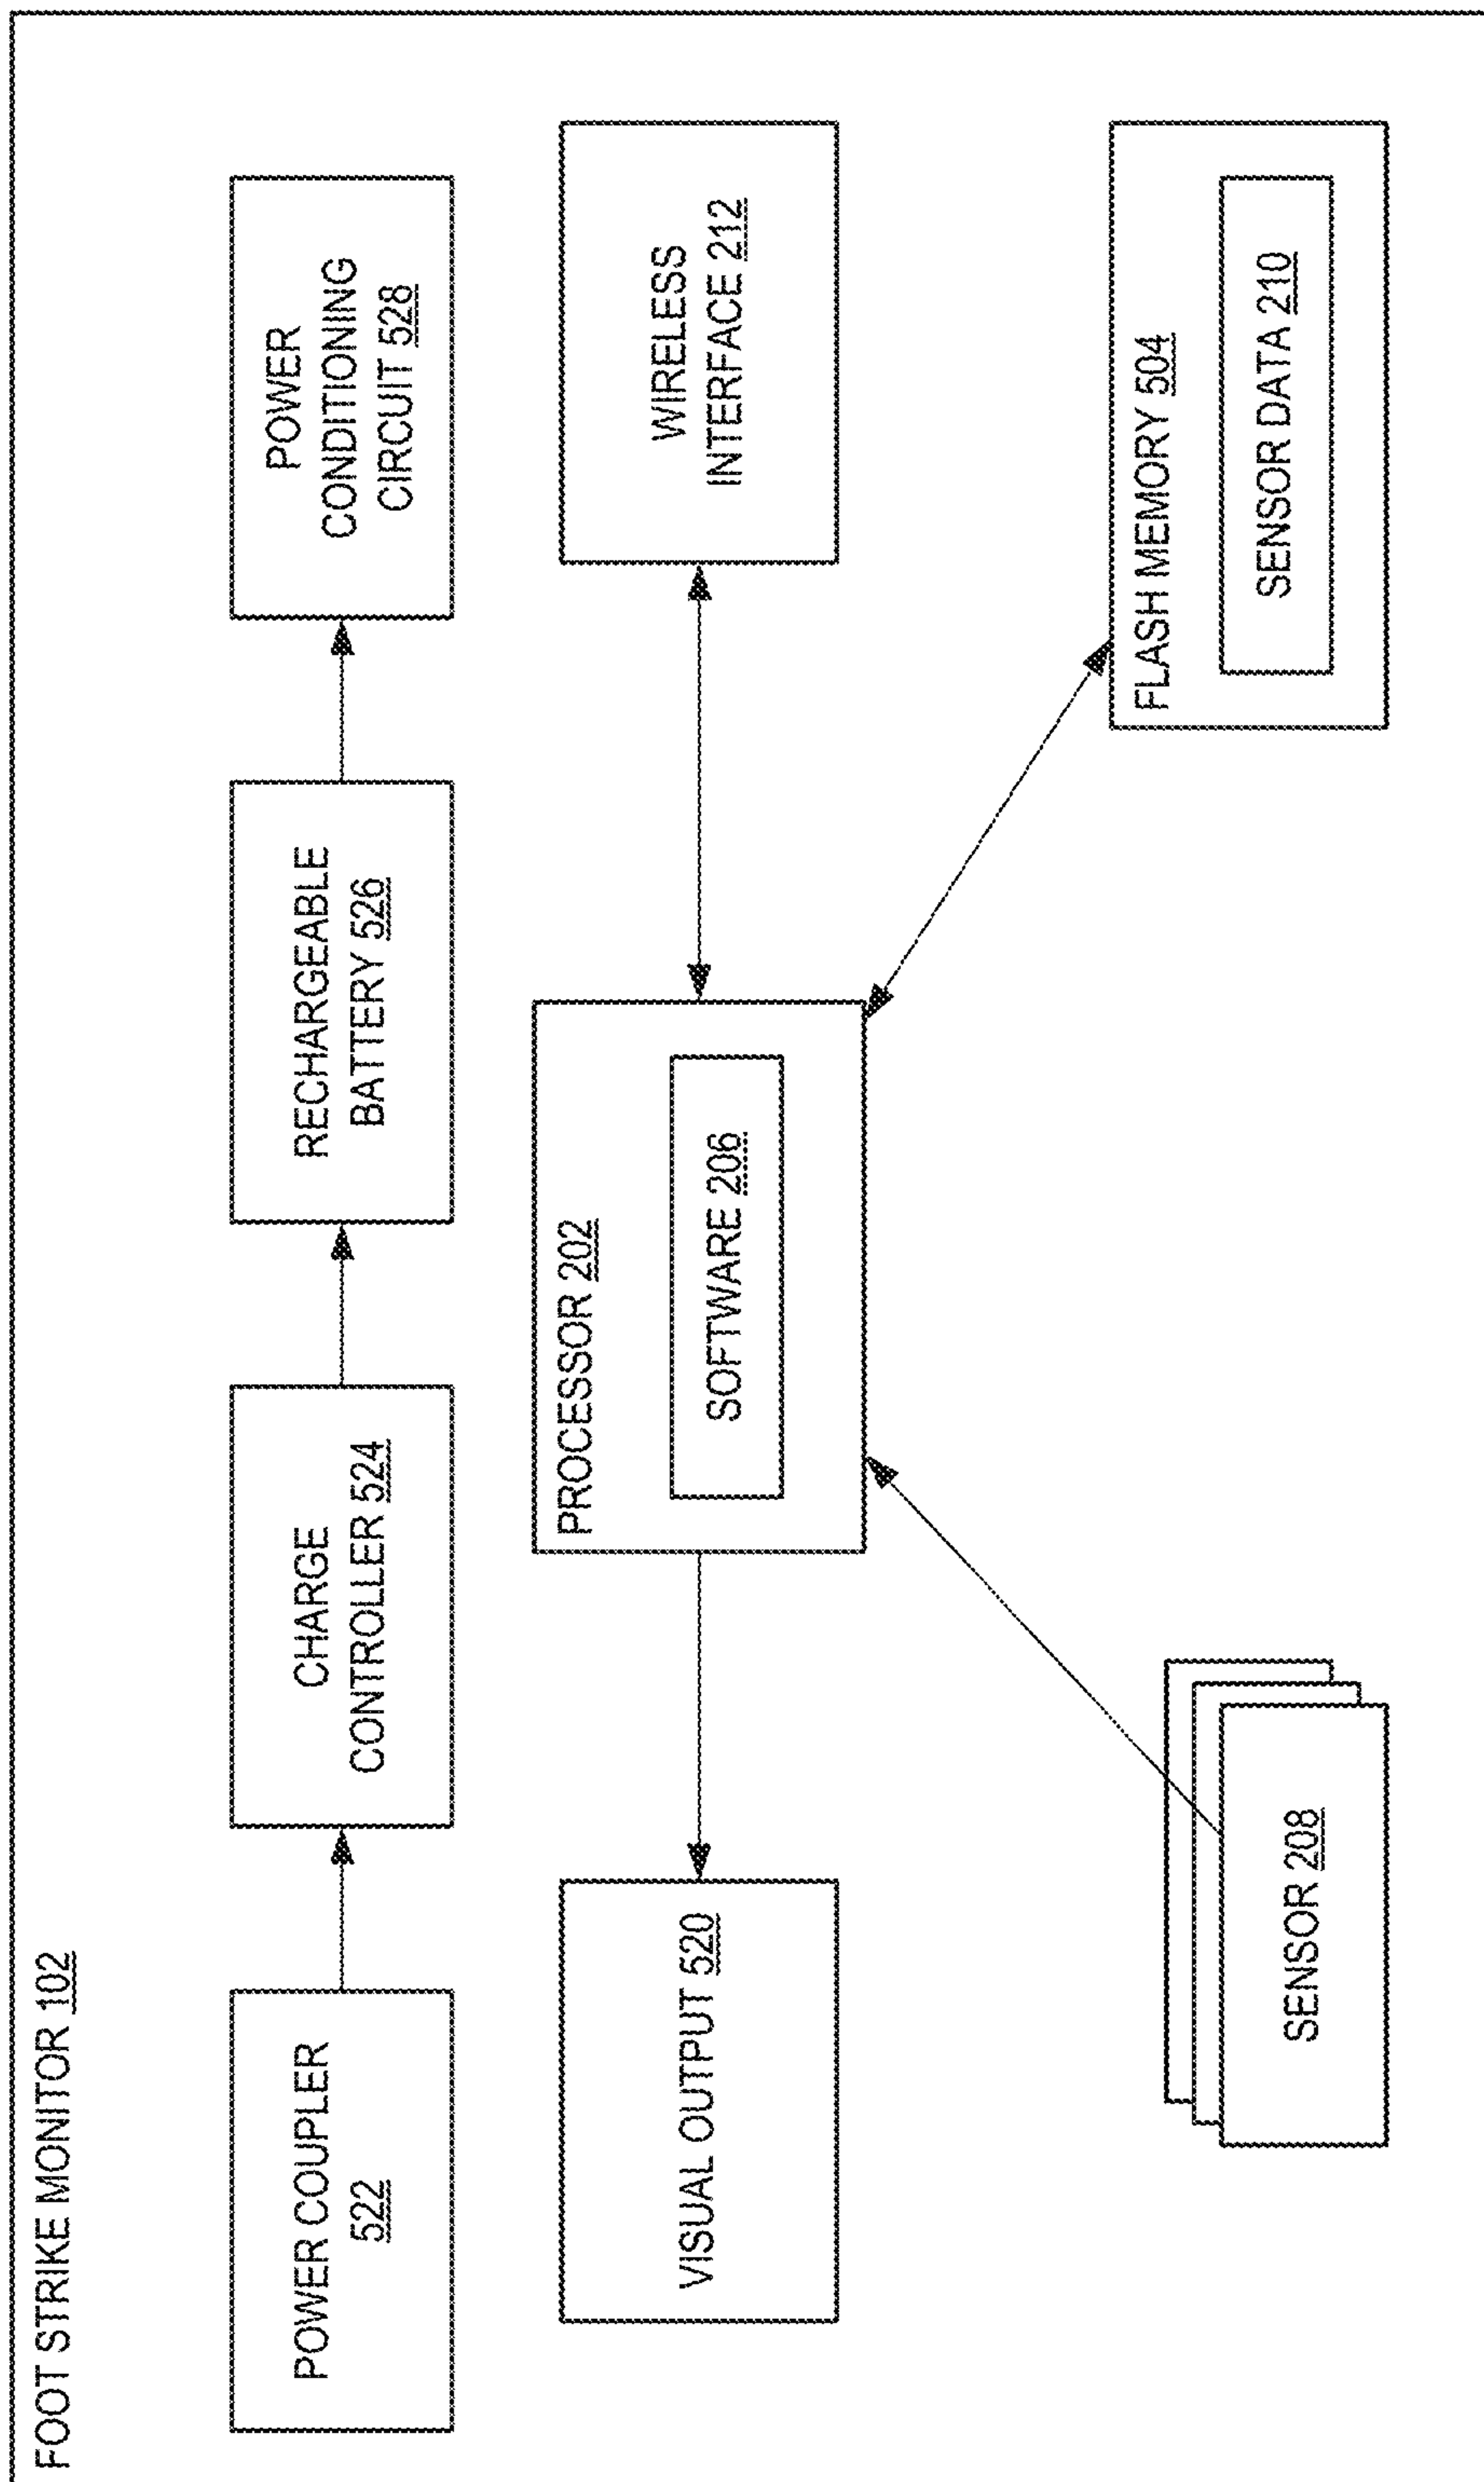 FOOT STRIKE MONITOR 102
POWER COUPLER
522
CHARGE
CONTROLLER 524
RECHARGEABLE
BATTERY 526
POWER
CONDITIONING
CIRCUIT 528
VISUAL OUTPUT 520
PROCESSOR 202
SOFTWARE 206
WIRELESS
INTERFACE 212
SENSOR 208
FLASH MEMORY 504
SENSOR DATA 210